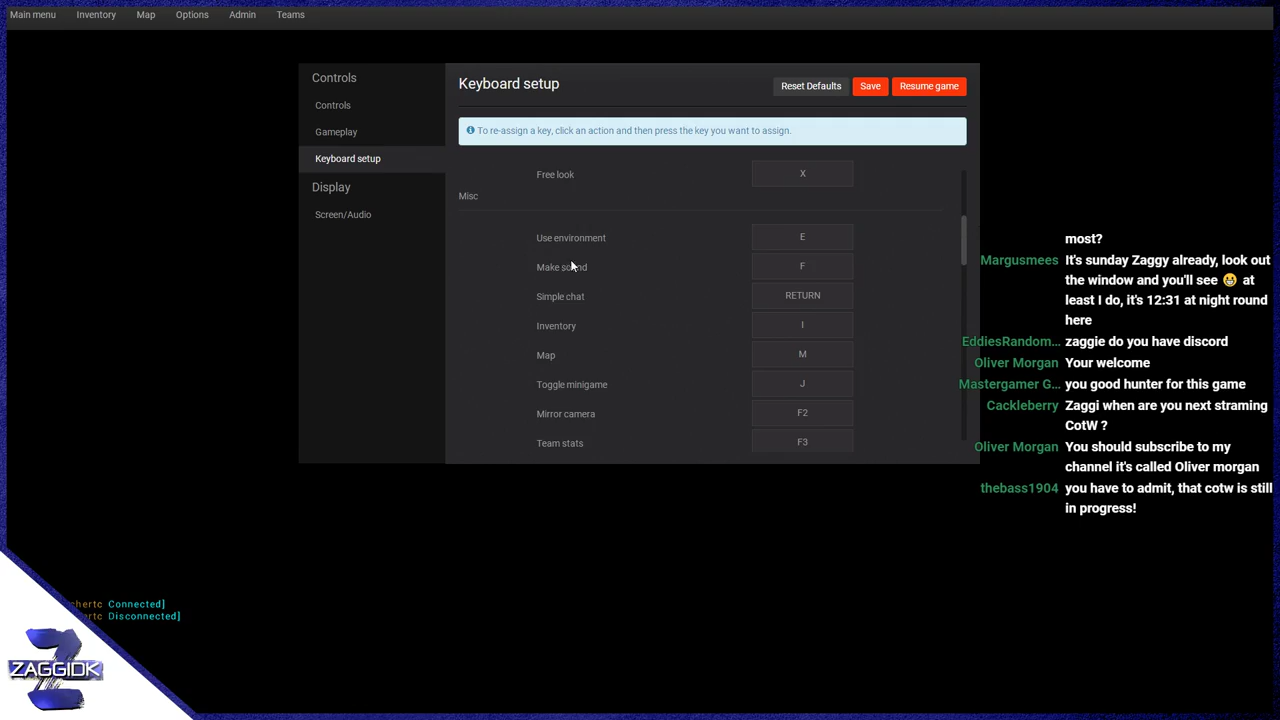 Main menu Inventory Map Options Admin Teams
Controls
Controls
Gameplay
Keyboard setup
Display
Screen/Audio
Keyboard setup
Reset Defaults Save Resume game
To re-assign a key, click an action and then press the key you want to assign.
Free look X
Misc
Use environment E
Make sound F
Simple chat RETURN
Inventory I
Map M
Toggle minigame J
Mirror camera F2
Team stats F3
most?
Margusmees It's sunday Zaggy already, look out
the window and you'll see 😀 at
least I do, it's 12:31 at night round
here
EddiesRandom... zaggie do you have discord
Oliver Morgan Your welcome
Mastergamer G... you good hunter for this game
Cackleberry Zaggi when are you next straming
CotW ?
Oliver Morgan You should subscribe to my
channel it's called Oliver morgan
thebass1904 you have to admit, that cotw is still
in progress!
Connected]
Disconnected]
ZAGGIDK